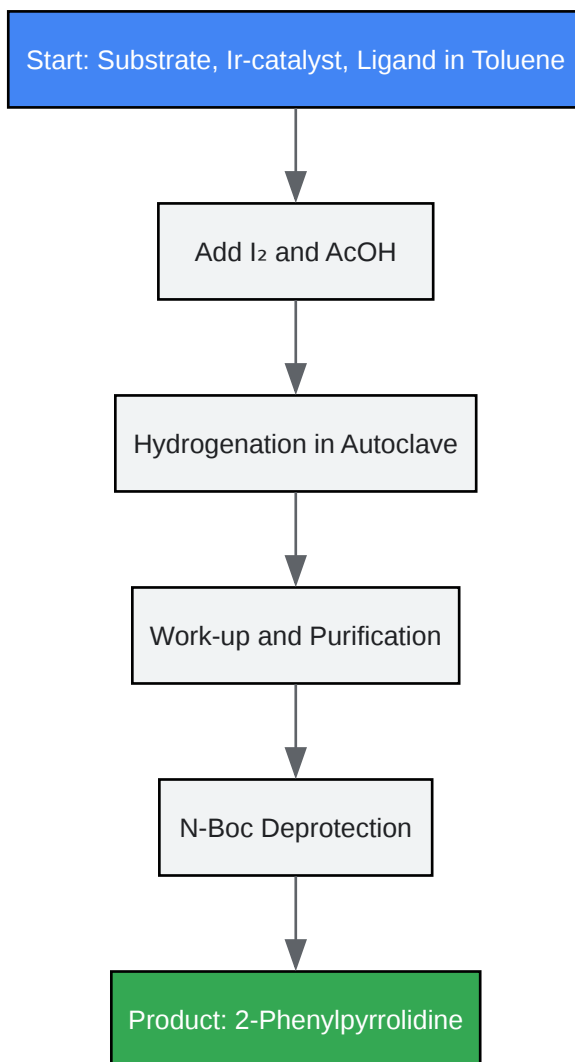 Start: Substrate, Ir-catalyst, Ligand in Toluene
Add I₂ and AcOH
Hydrogenation in Autoclave
Work-up and Purification
N-Boc Deprotection
Product: 2-Phenylpyrrolidine